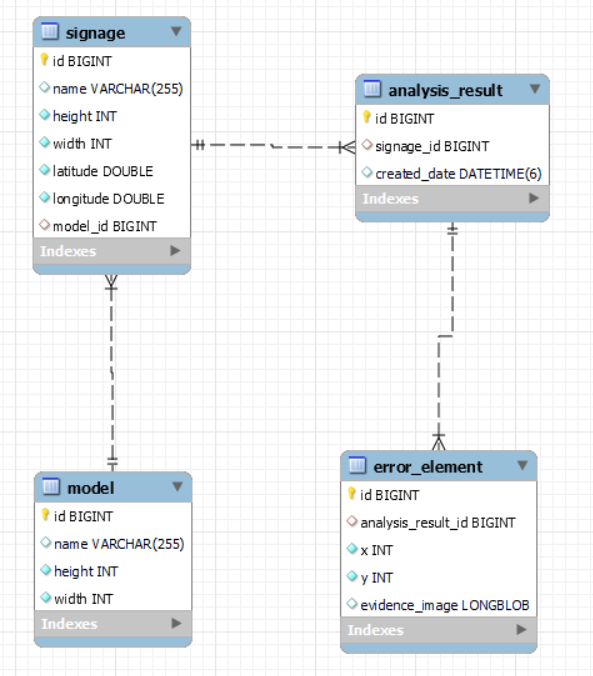 signage
id BIGINT
name VARCHAR(255)
height INT
width INT
latitude DOUBLE
longitude DOUBLE
model_id BIGINT
Indexes
analysis_result
id BIGINT
signage_id BIGINT
created_date DATETIME(6)
Indexes
model
id BIGINT
name VARCHAR(255)
height INT
width INT
Indexes
error_element
id BIGINT
analysis_result_id BIGINT
x INT
y INT
evidence_image LONGBLOB
Indexes